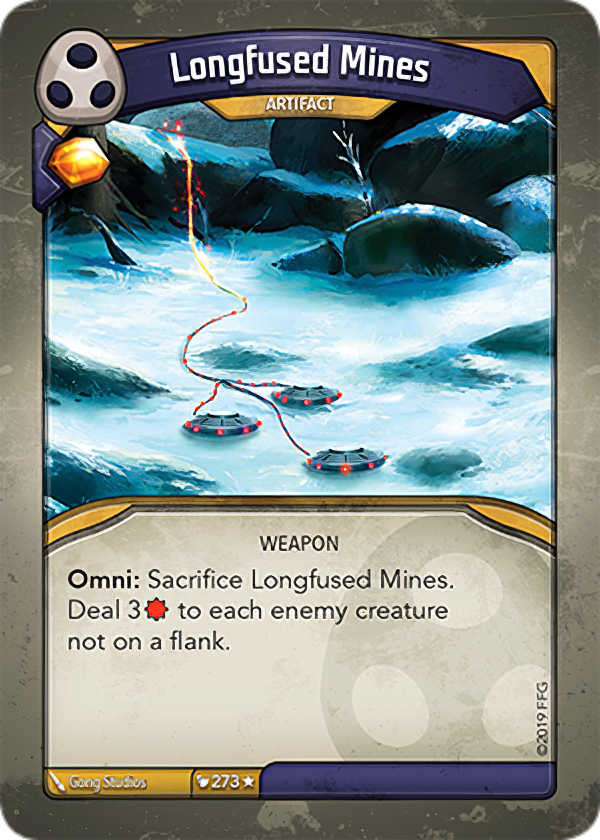 Longfused Mines
ARTIFACT
WEAPON
Omni: Sacrifice Longfused Mines.
Deal 3 to each enemy creature
not on a flank.
©2019 FFG
Gong Studios
273